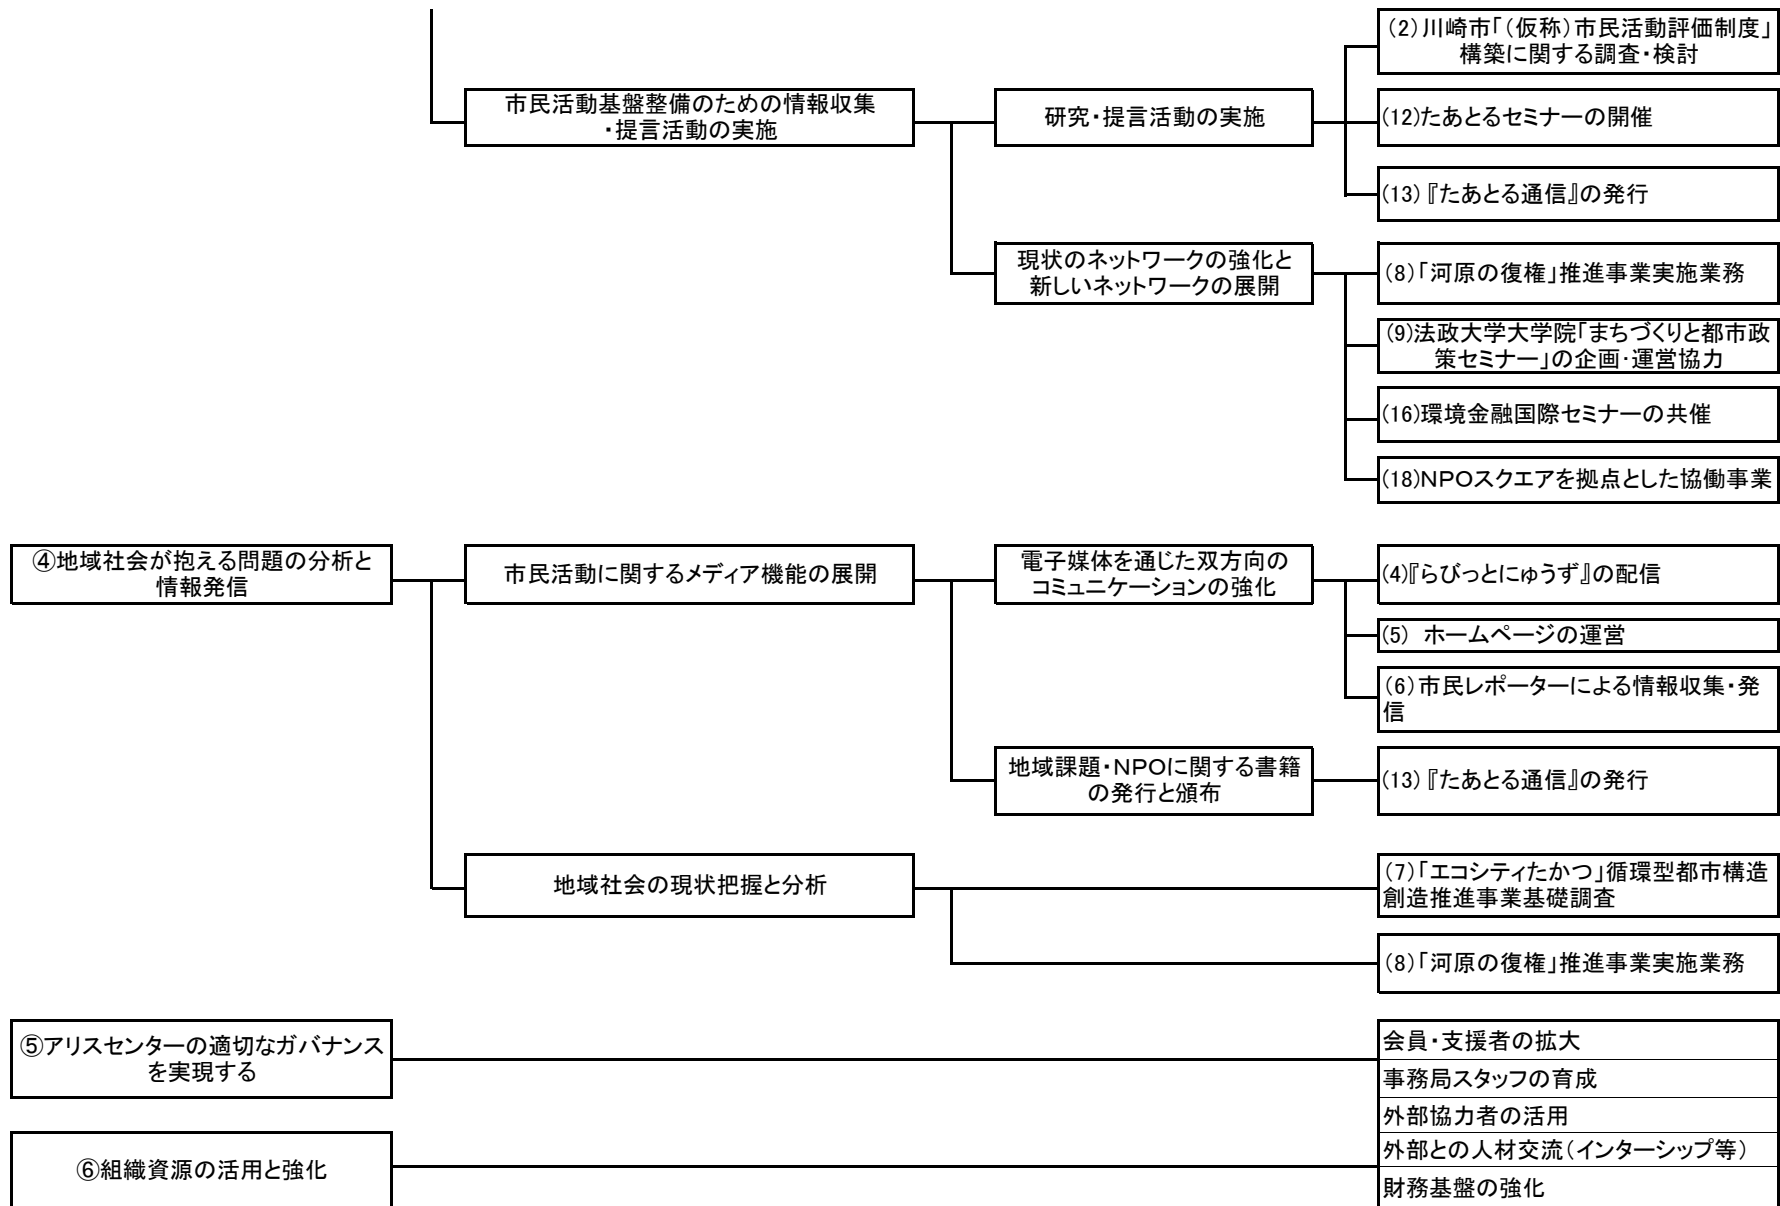 (2)川崎市「(仮称)市民活動評価制度」
構築に関する調査・検討
市民活動基盤整備のための情報収集
・提言活動の実施
研究・提言活動の実施
(12)たあとるセミナーの開催
(13)『たあとる通信』の発行
現状のネットワークの強化と
新しいネットワークの展開
(8)「河原の復権」推進事業実施業務
(9)法政大学大学院「まちづくりと都市政
策セミナー」の企画・運営協力
(16)環境金融国際セミナーの共催
(18)NPOスクエアを拠点とした協働事業
④地域社会が抱える問題の分析と
情報発信
市民活動に関するメディア機能の展開
電子媒体を通じた双方向の
コミュニケーションの強化
(4)『らびっとにゅうず』の配信
(5) ホームページの運営
(6)市民レポーターによる情報収集・発
信
地域課題・NPOに関する書籍
の発行と頒布
(13)『たあとる通信』の発行
地域社会の現状把握と分析
(7)「エコシティたかつ」循環型都市構造
創造推進事業基礎調査
(8)「河原の復権」推進事業実施業務
⑤アリスセンターの適切なガバナンス
を実現する
会員・支援者の拡大
事務局スタッフの育成
外部協力者の活用
⑥組織資源の活用と強化
外部との人材交流(インターシップ等)
財務基盤の強化